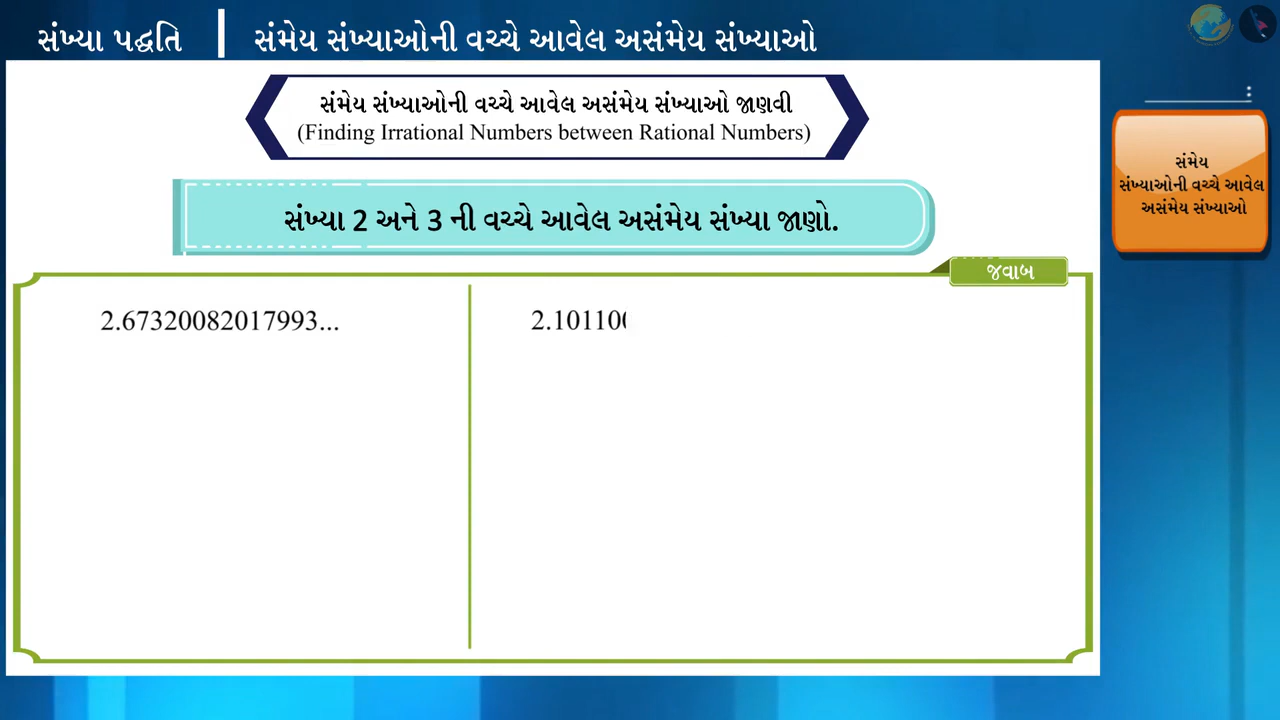 સંખ્યા પદ્ધતિ | સંમેય સંખ્યાઓની વચ્ચે આવેલ અસંમેય સંખ્યાઓ
સંમેય સંખ્યાઓની વચ્ચે આવેલ અસંમેય સંખ્યાઓ જાણવી
(Finding Irrational Numbers between Rational Numbers)
સંખ્યા 2 અને 3 ની વચ્ચે આવેલ અસંમેય સંખ્યા જાણો.
જવાબ
2.67320082017993...
2.10110
સંમેય
સંખ્યાઓની વચ્ચે આવેલ
અસંમેય સંખ્યાઓ